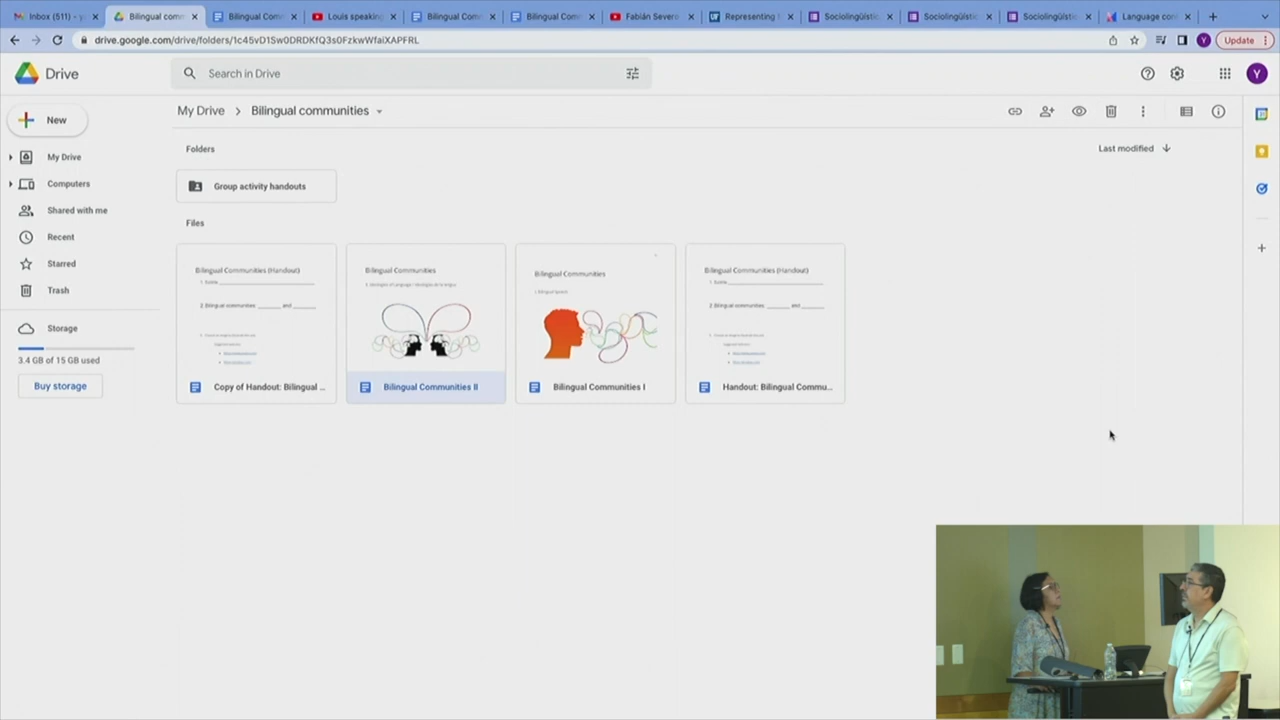 Inbox (511) - y
Bilingual comm
Bilingual Com
Louis speaking
Bilingual Com
Bilingual Com
Fabián Severo
Representing
Sociolingüístic
Sociolingüístic
Sociolingüístic
Language con
drive.google.com/drive/folders/1c45vD1Sw0DRDKfQ3s0FzkwWfaiXAPFRL
Y
Update
Drive
Search in Drive
Y
New
My Drive
Bilingual communities
My Drive
Computers
Shared with me
Recent
Starred
Trash
Storage
3.4 GB of 15 GB used
Buy storage
Folders
Last modified
Group activity handouts
Files
Bilingual Communities (Handout)
2. Bilingual communities ________ and ________
Copy of Handout: Bilingual ...
Bilingual Communities
Bilingual Communities II
Bilingual Communities
Bilingual Communities I
Bilingual Communities (Handout)
2. Bilingual communities ________ and ________
Handout: Bilingual Commu...